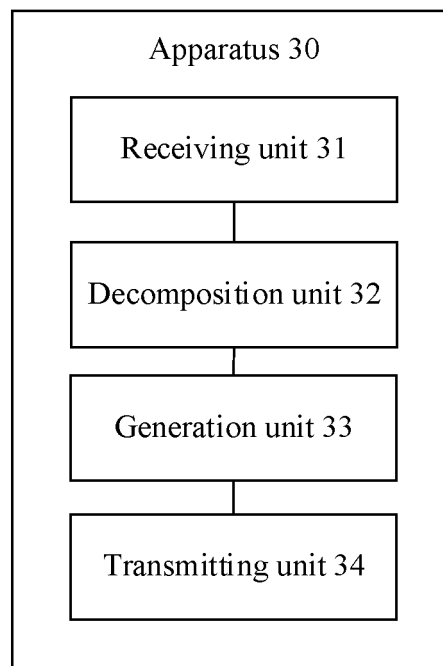 Apparatus 30
Receiving unit 31
Decomposition unit 32
Generation unit 33
Transmitting unit 34